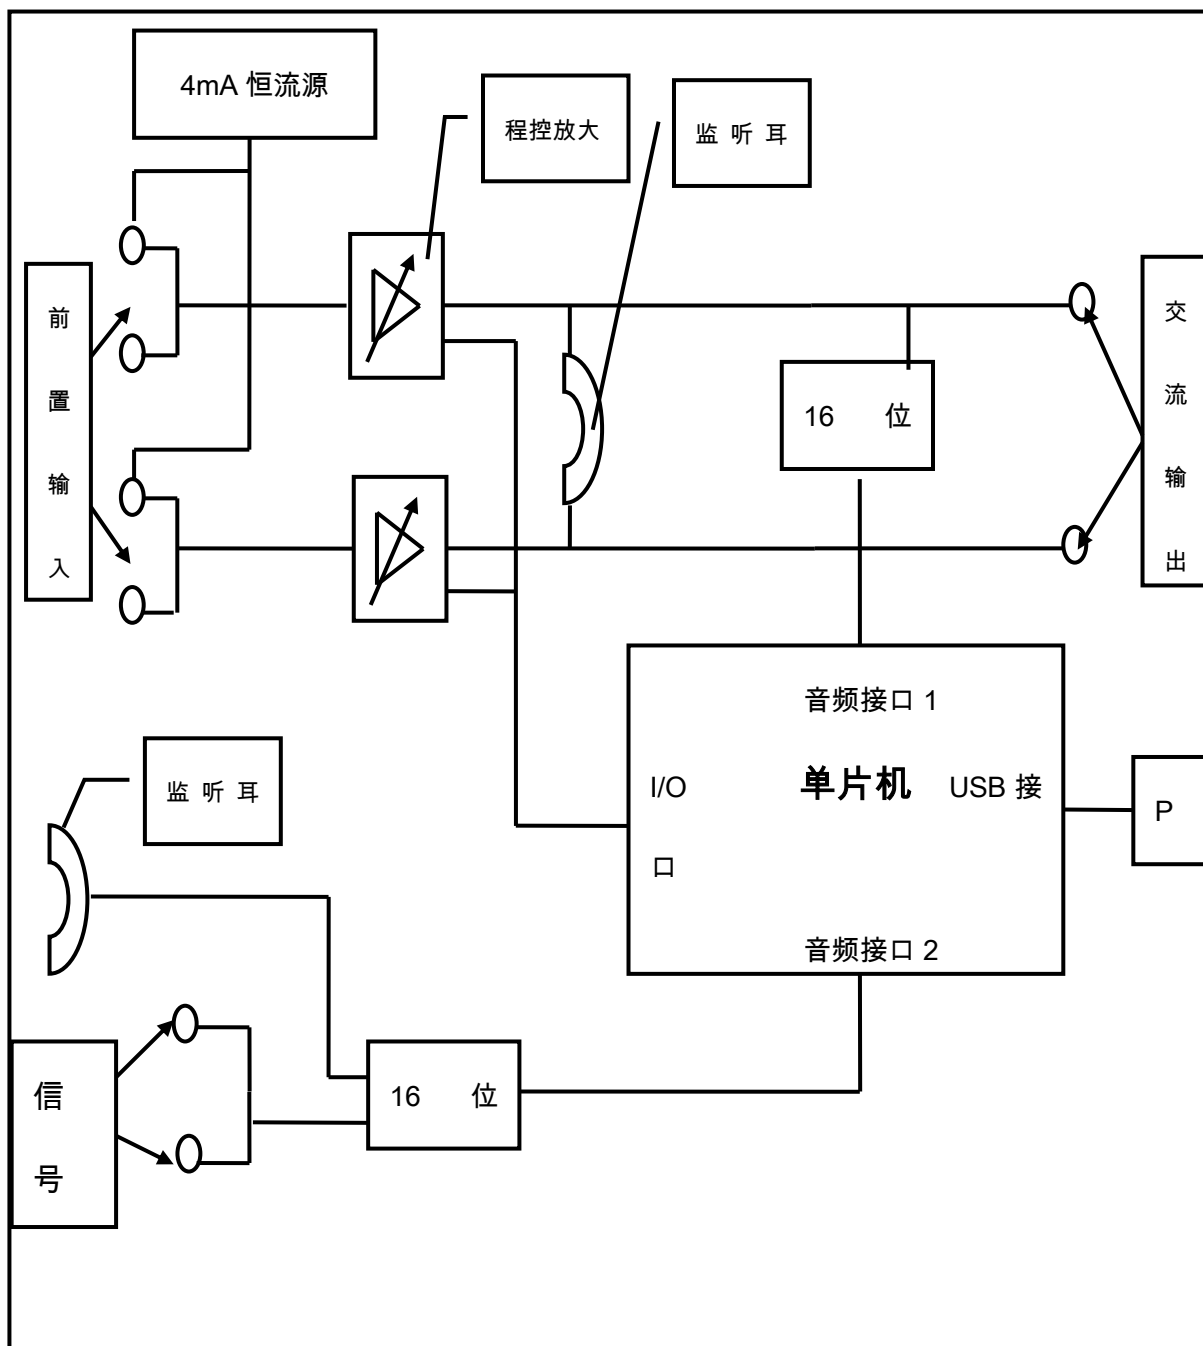 4mA 恒流源
程控放大
监 听 耳
前
置
输
入
交
流
输
出
16 位
音频接口 1
I/O
口
单片机
USB 接
P
音频接口 2
监 听 耳
信
号
16 位